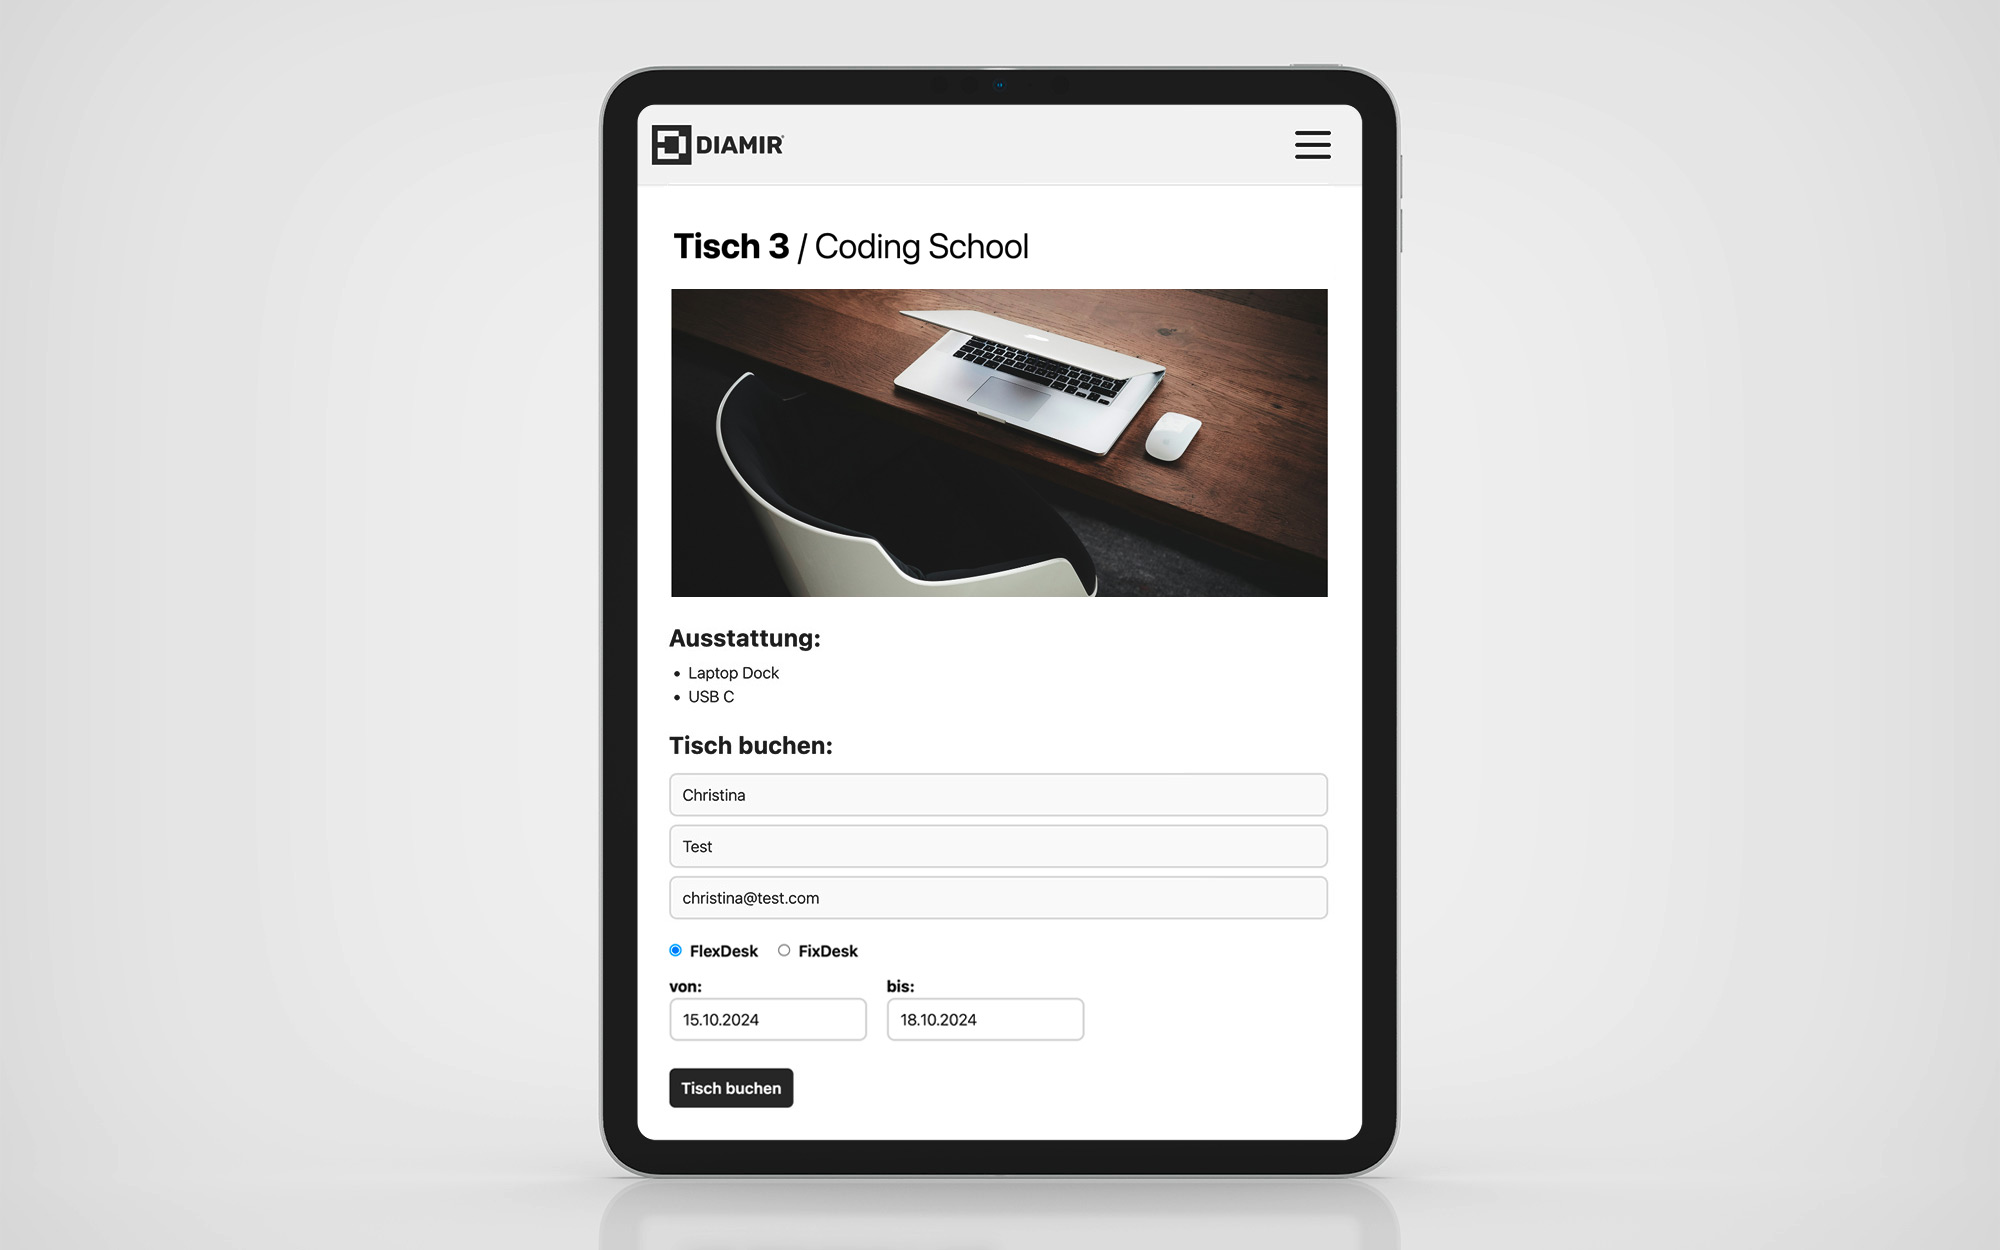 DIAMIR
Tisch 3 / Coding School
Ausstattung:
• Laptop Dock
• USB C
Tisch buchen:
Christina
Test
christina@test.com
FlexDesk FixDesk
von: bis:
15.10.2024 18.10.2024
Tisch buchen